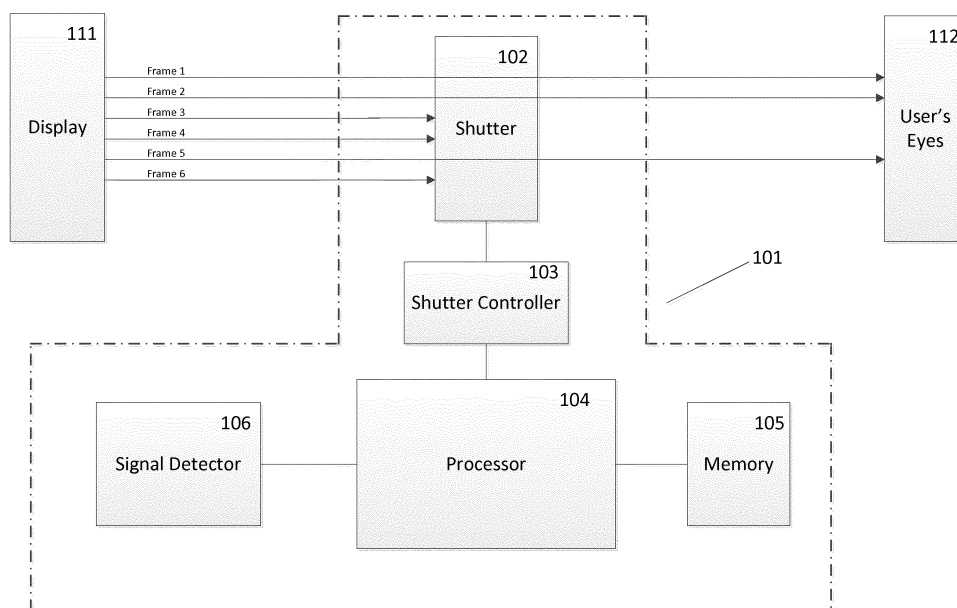 111
Display
Frame 1
Frame 2
Frame 3
Frame 4
Frame 5
Frame 6
102
Shutter
112
User's
Eyes
103
Shutter Controller
101
106
Signal Detector
104
Processor
105
Memory